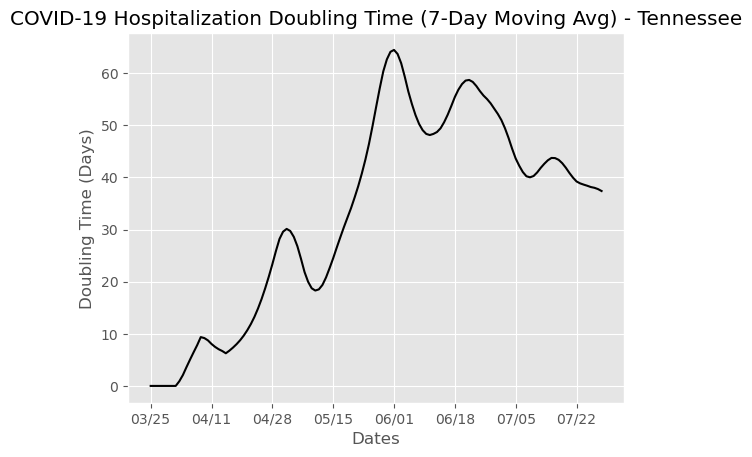 COVID-19 Hospitalization Doubling Time (7-Day Moving Avg) - Tennessee
Doubling Time (Days)
60
50
40
30
20
10
0
03/25 04/11 04/28 05/15 06/01 06/18 07/05 07/22
Dates